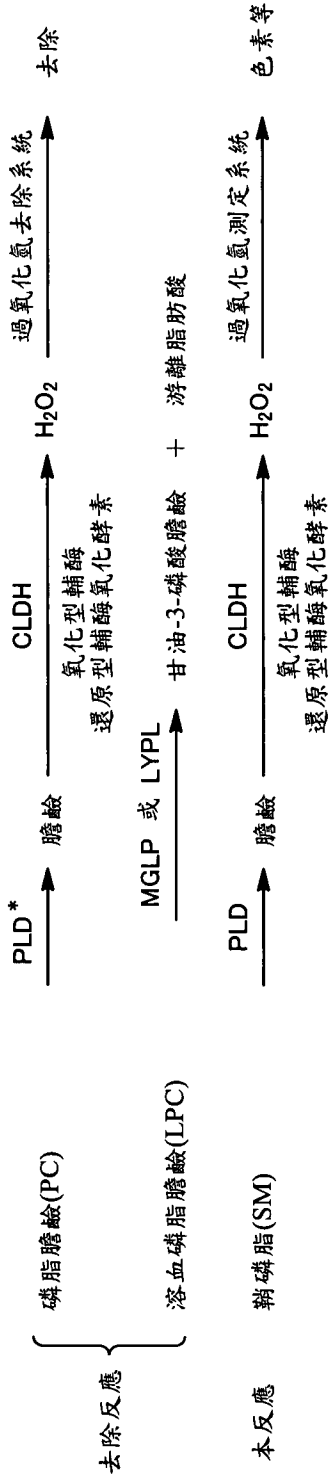 去除反應
磷脂膽鹼(PC)
PLD*
膽鹼
CLDH
氧化型輔酶
還原型輔酶氧化酵素
H₂O₂
過氧化氫去除系統
去除
溶血磷脂膽鹼(LPC)
MGLP 或 LYPL
甘油-3-磷酸膽鹼 + 游離脂肪酸
本反應
鞘磷脂(SM)
PLD
膽鹼
CLDH
氧化型輔酶
還原型輔酶氧化酵素
H₂O₂
過氧化氫測定系統
色素等